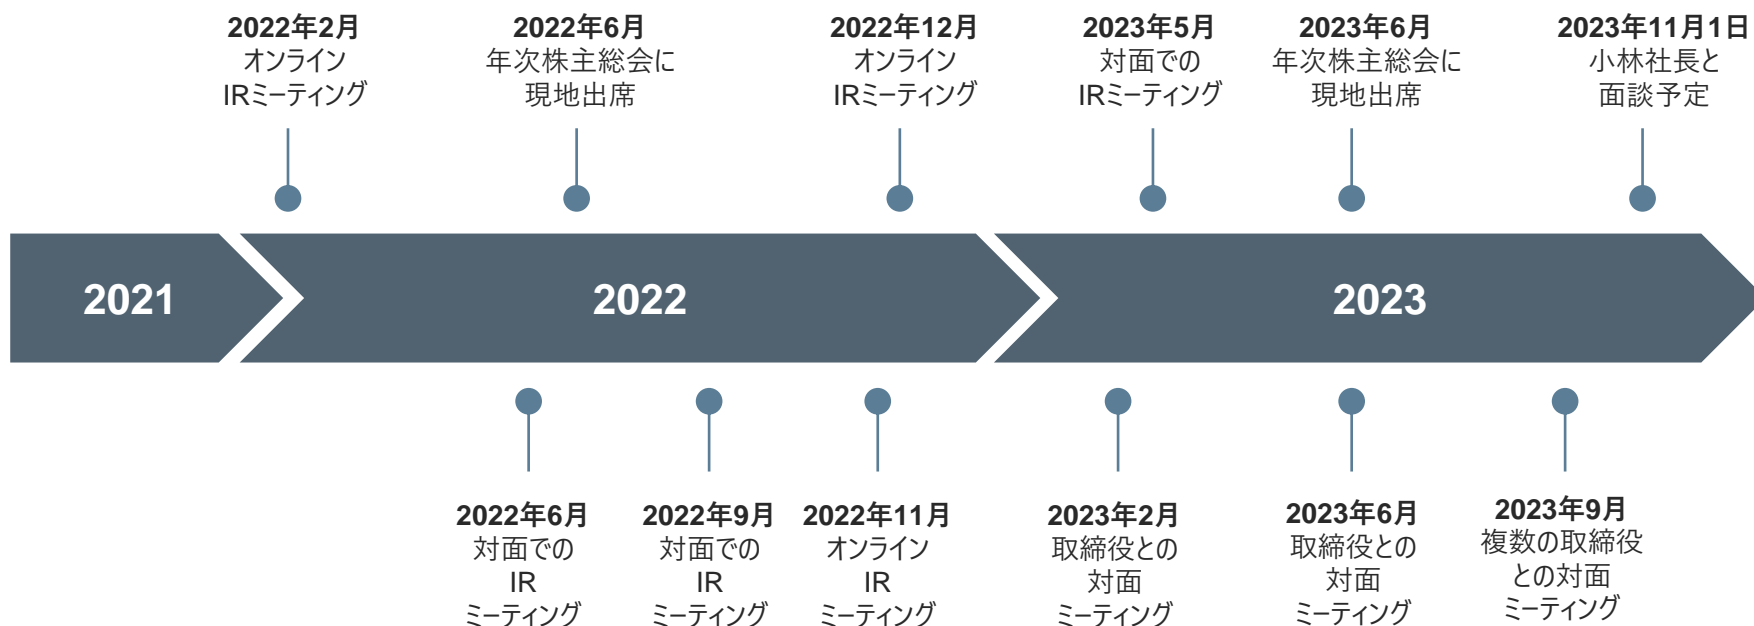 2022年2月
オンライン
IRミーティング
2022年6月
年次株主総会に
現地出席
2022年12月
オンライン
IRミーティング
2023年5月
対面での
IRミーティング
2023年6月
年次株主総会に
現地出席
2023年11月1日
小林社長と
面談予定
2021
2022
2023
2022年6月
対面での
IR
ミーティング
2022年9月
対面での
IR
ミーティング
2022年11月
オンライン
IR
ミーティング
2023年2月
取締役との
対面
ミーティング
2023年6月
取締役との
対面
ミーティング
2023年9月
複数の取締役
との対面
ミーティング